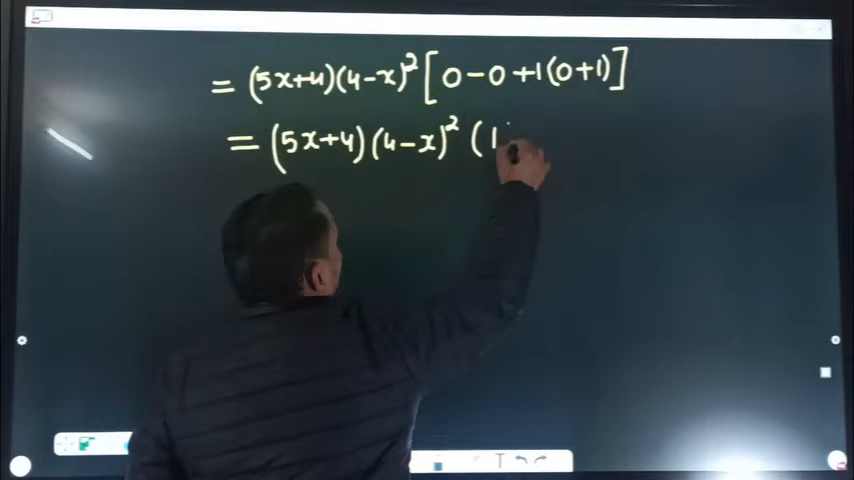 = (5x+4)(4-x)² [0-0+1(0+1)]
= (5x+4)(4-x)² (1